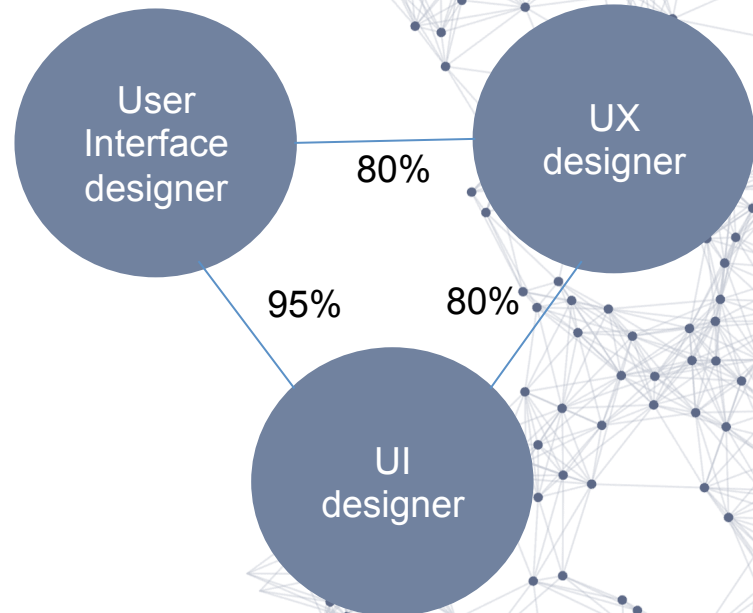 User
Interface
designer
UX
designer
80%
95%
80%
UI
designer